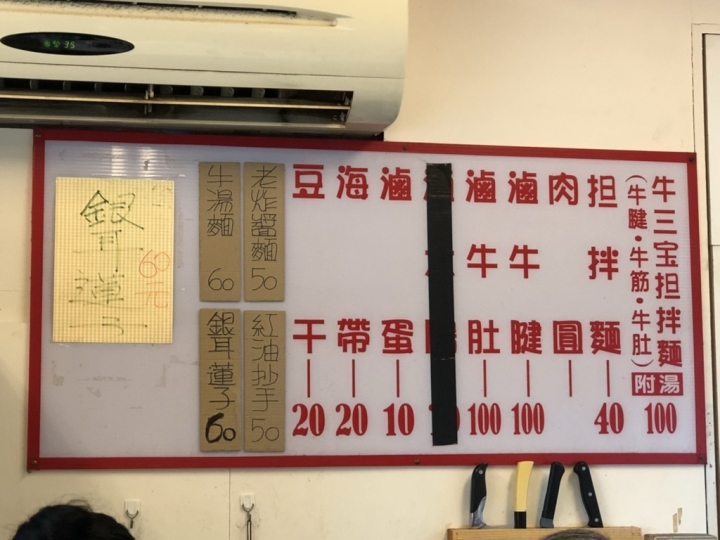 牛三宝担拌麵 附湯 100
(牛腱・牛筋・牛肚)
担拌麵 40
肉圓
滷牛腱 100
滷牛肚 100
滷蛋 10
海帶 20
豆干 20
老炸醬麵 50
紅油抄手 50
牛湯麵 60
銀耳蓮子 60
銀耳蓮子
60元